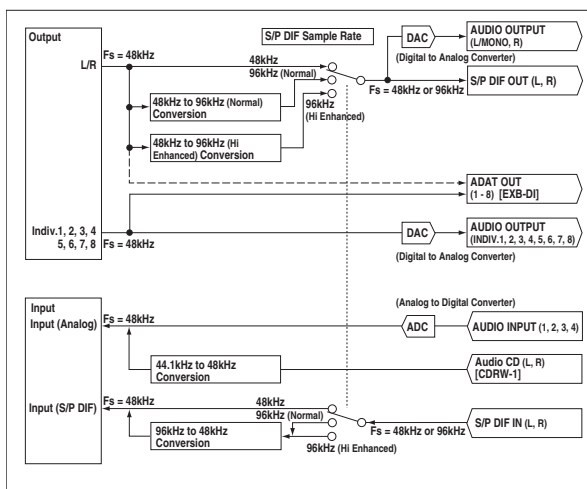 Output
L/R
Fs = 48kHz
S/P DIF Sample Rate
48kHz
96kHz (Normal)
96kHz
(Hi Enhanced)
48kHz to 96kHz (Normal)
Conversion
48kHz to 96kHz (Hi
Enhanced) Conversion
DAC
AUDIO OUTPUT
(L/MONO, R)
(Digital to Analog Converter)
S/P DIF OUT (L, R)
Fs = 48kHz or 96kHz
ADAT OUT
(1 - 8) [EXB-DI]
Indiv.1, 2, 3, 4
5, 6, 7, 8
Fs = 48kHz
DAC
AUDIO OUTPUT
(INDIV.1, 2, 3, 4, 5, 6, 7, 8)
(Digital to Analog Converter)
Input
Input (Analog)
Fs = 48kHz
(Analog to Digital Converter)
ADC
AUDIO INPUT (1, 2, 3, 4)
44.1kHz to 48kHz
Conversion
Audio CD (L, R)
[CDRW-1]
Input (S/P DIF)
Fs = 48kHz
48kHz
96kHz (Normal)
96kHz (Hi Enhanced)
96kHz to 48kHz
Conversion
S/P DIF IN (L, R)
Fs = 48kHz or 96kHz